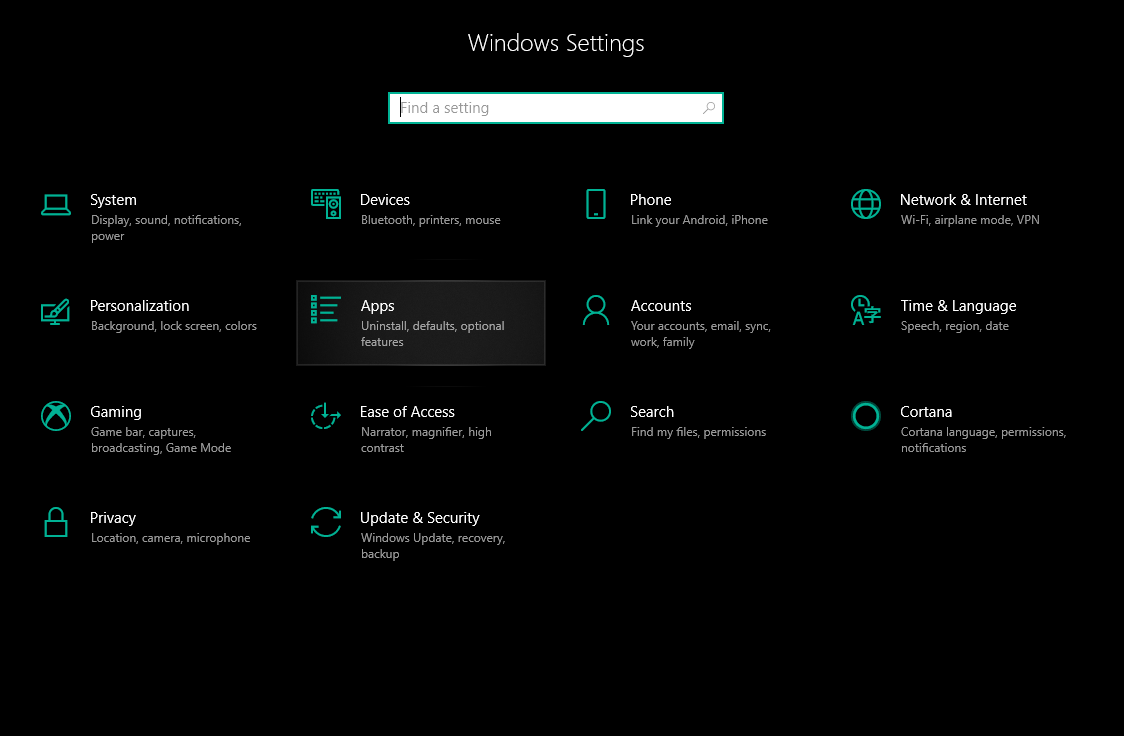 Windows Settings
Find a setting
System
Display, sound, notifications,
power
Devices
Bluetooth, printers, mouse
Phone
Link your Android, iPhone
Network & Internet
Wi-Fi, airplane mode, VPN
Personalization
Background, lock screen, colors
Apps
Uninstall, defaults, optional
features
Accounts
Your accounts, email, sync,
work, family
Time & Language
Speech, region, date
Gaming
Game bar, captures,
broadcasting, Game Mode
Ease of Access
Narrator, magnifier, high
contrast
Search
Find my files, permissions
Cortana
Cortana language, permissions,
notifications
Privacy
Location, camera, microphone
Update & Security
Windows Update, recovery,
backup